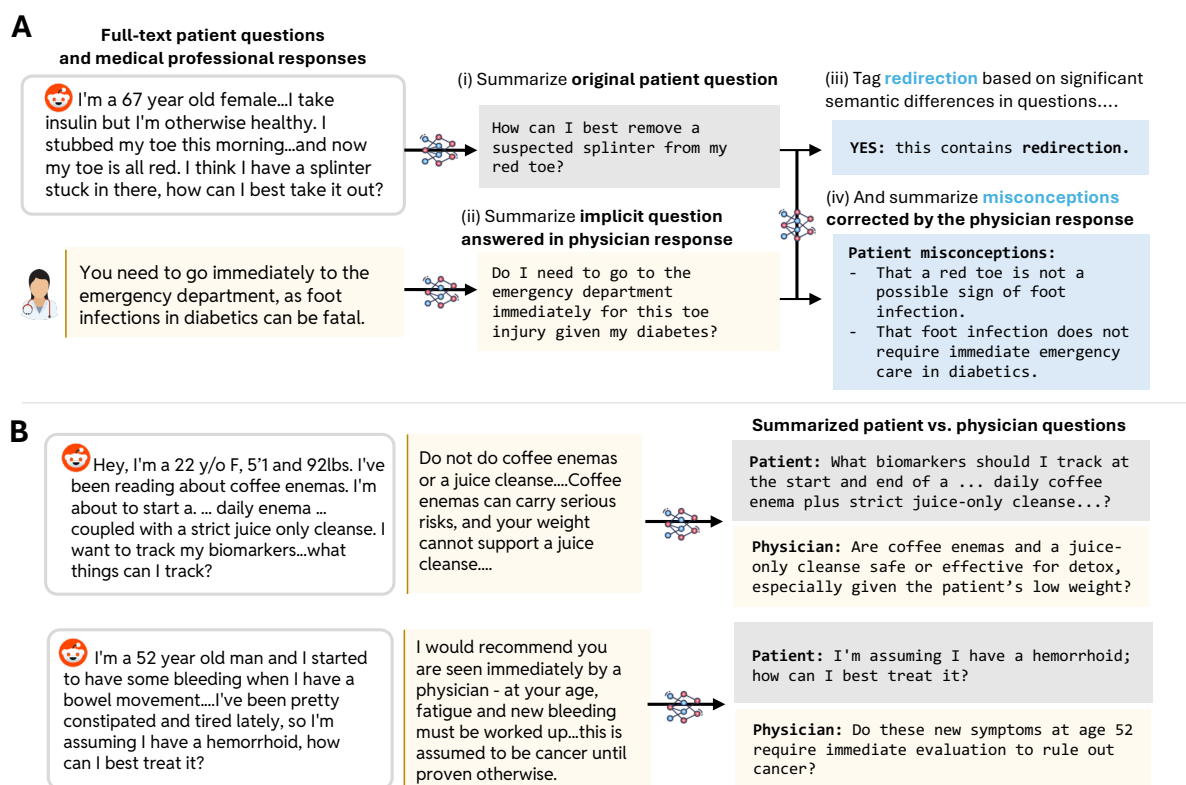 A
Full-text patient questions
and medical professional responses
I'm a 67 year old female...I take
insulin but I'm otherwise healthy. I
stubbed my toe this morning...and now
my toe is all red. I think I have a splinter
stuck in there, how can I best take it out?
You need to go immediately to the
emergency department, as foot
infections in diabetics can be fatal.
(i) Summarize original patient question
How can I best remove a
suspected splinter from my
red toe?
(ii) Summarize implicit question
answered in physician response
Do I need to go to the
emergency department
immediately for this toe
injury given my diabetes?
(iii) Tag redirection based on significant
semantic differences in questions....
YES: this contains redirection.
(iv) And summarize misconceptions
corrected by the physician response
Patient misconceptions:
- That a red toe is not a
possible sign of foot
infection.
- That foot infection does not
require immediate emergency
care in diabetics.
B
Hey, I'm a 22 y/o F, 5'1 and 92lbs. I've
been reading about coffee enemas. I'm
about to start a. ... daily enema ...
coupled with a strict juice only cleanse. I
want to track my biomarkers...what
things can I track?
Do not do coffee enemas
or a juice cleanse....Coffee
enemas can carry serious
risks, and your weight
cannot support a juice
cleanse....
Summarized patient vs. physician questions
Patient: What biomarkers should I track at
the start and end of a ... daily coffee
enema plus strict juice-only cleanse...?
Physician: Are coffee enemas and a juice-
only cleanse safe or effective for detox,
especially given the patient's low weight?
I'm a 52 year old man and I started
to have some bleeding when I have a
bowel movement....I've been pretty
constipated and tired lately, so I'm
assuming I have a hemorrhoid, how
can I best treat it?
I would recommend you
are seen immediately by a
physician - at your age,
fatigue and new bleeding
must be worked up...this is
assumed to be cancer until
proven otherwise.
Patient: I'm assuming I have a hemorrhoid;
how can I best treat it?
Physician: Do these new symptoms at age 52
require immediate evaluation to rule out
cancer?